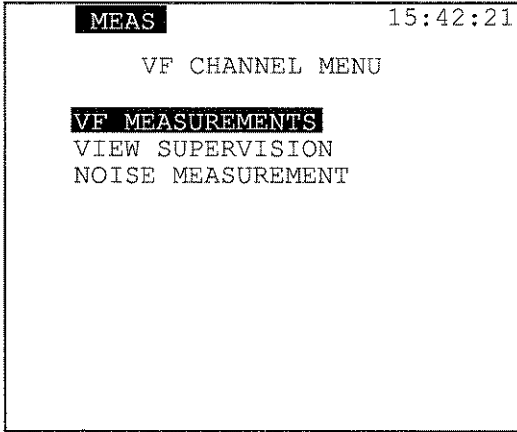 MEAS 15:42:21
VF CHANNEL MENU
VF MEASUREMENTS
VIEW SUPERVISION
NOISE MEASUREMENT